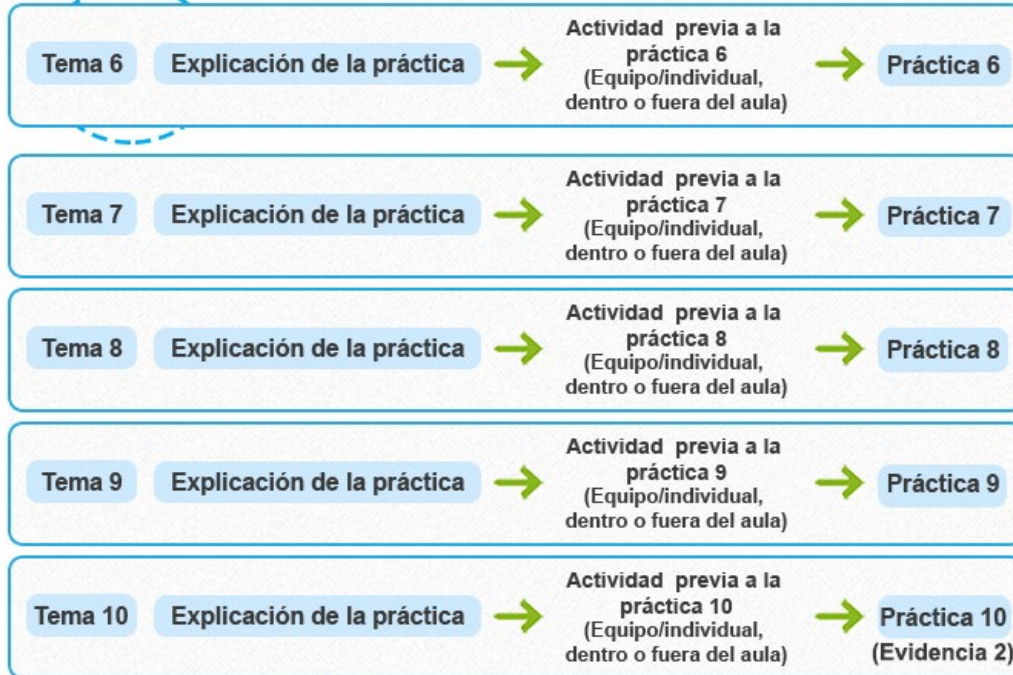 Tema 6 Explicación de la práctica Actividad previa a la práctica 6 (Equipo/individual, dentro o fuera del aula) Práctica 6
Tema 7 Explicación de la práctica Actividad previa a la práctica 7 (Equipo/individual, dentro o fuera del aula) Práctica 7
Tema 8 Explicación de la práctica Actividad previa a la práctica 8 (Equipo/individual, dentro o fuera del aula) Práctica 8
Tema 9 Explicación de la práctica Actividad previa a la práctica 9 (Equipo/individual, dentro o fuera del aula) Práctica 9
Tema 10 Explicación de la práctica Actividad previa a la práctica 10 (Equipo/individual, dentro o fuera del aula) Práctica 10 (Evidencia 2)